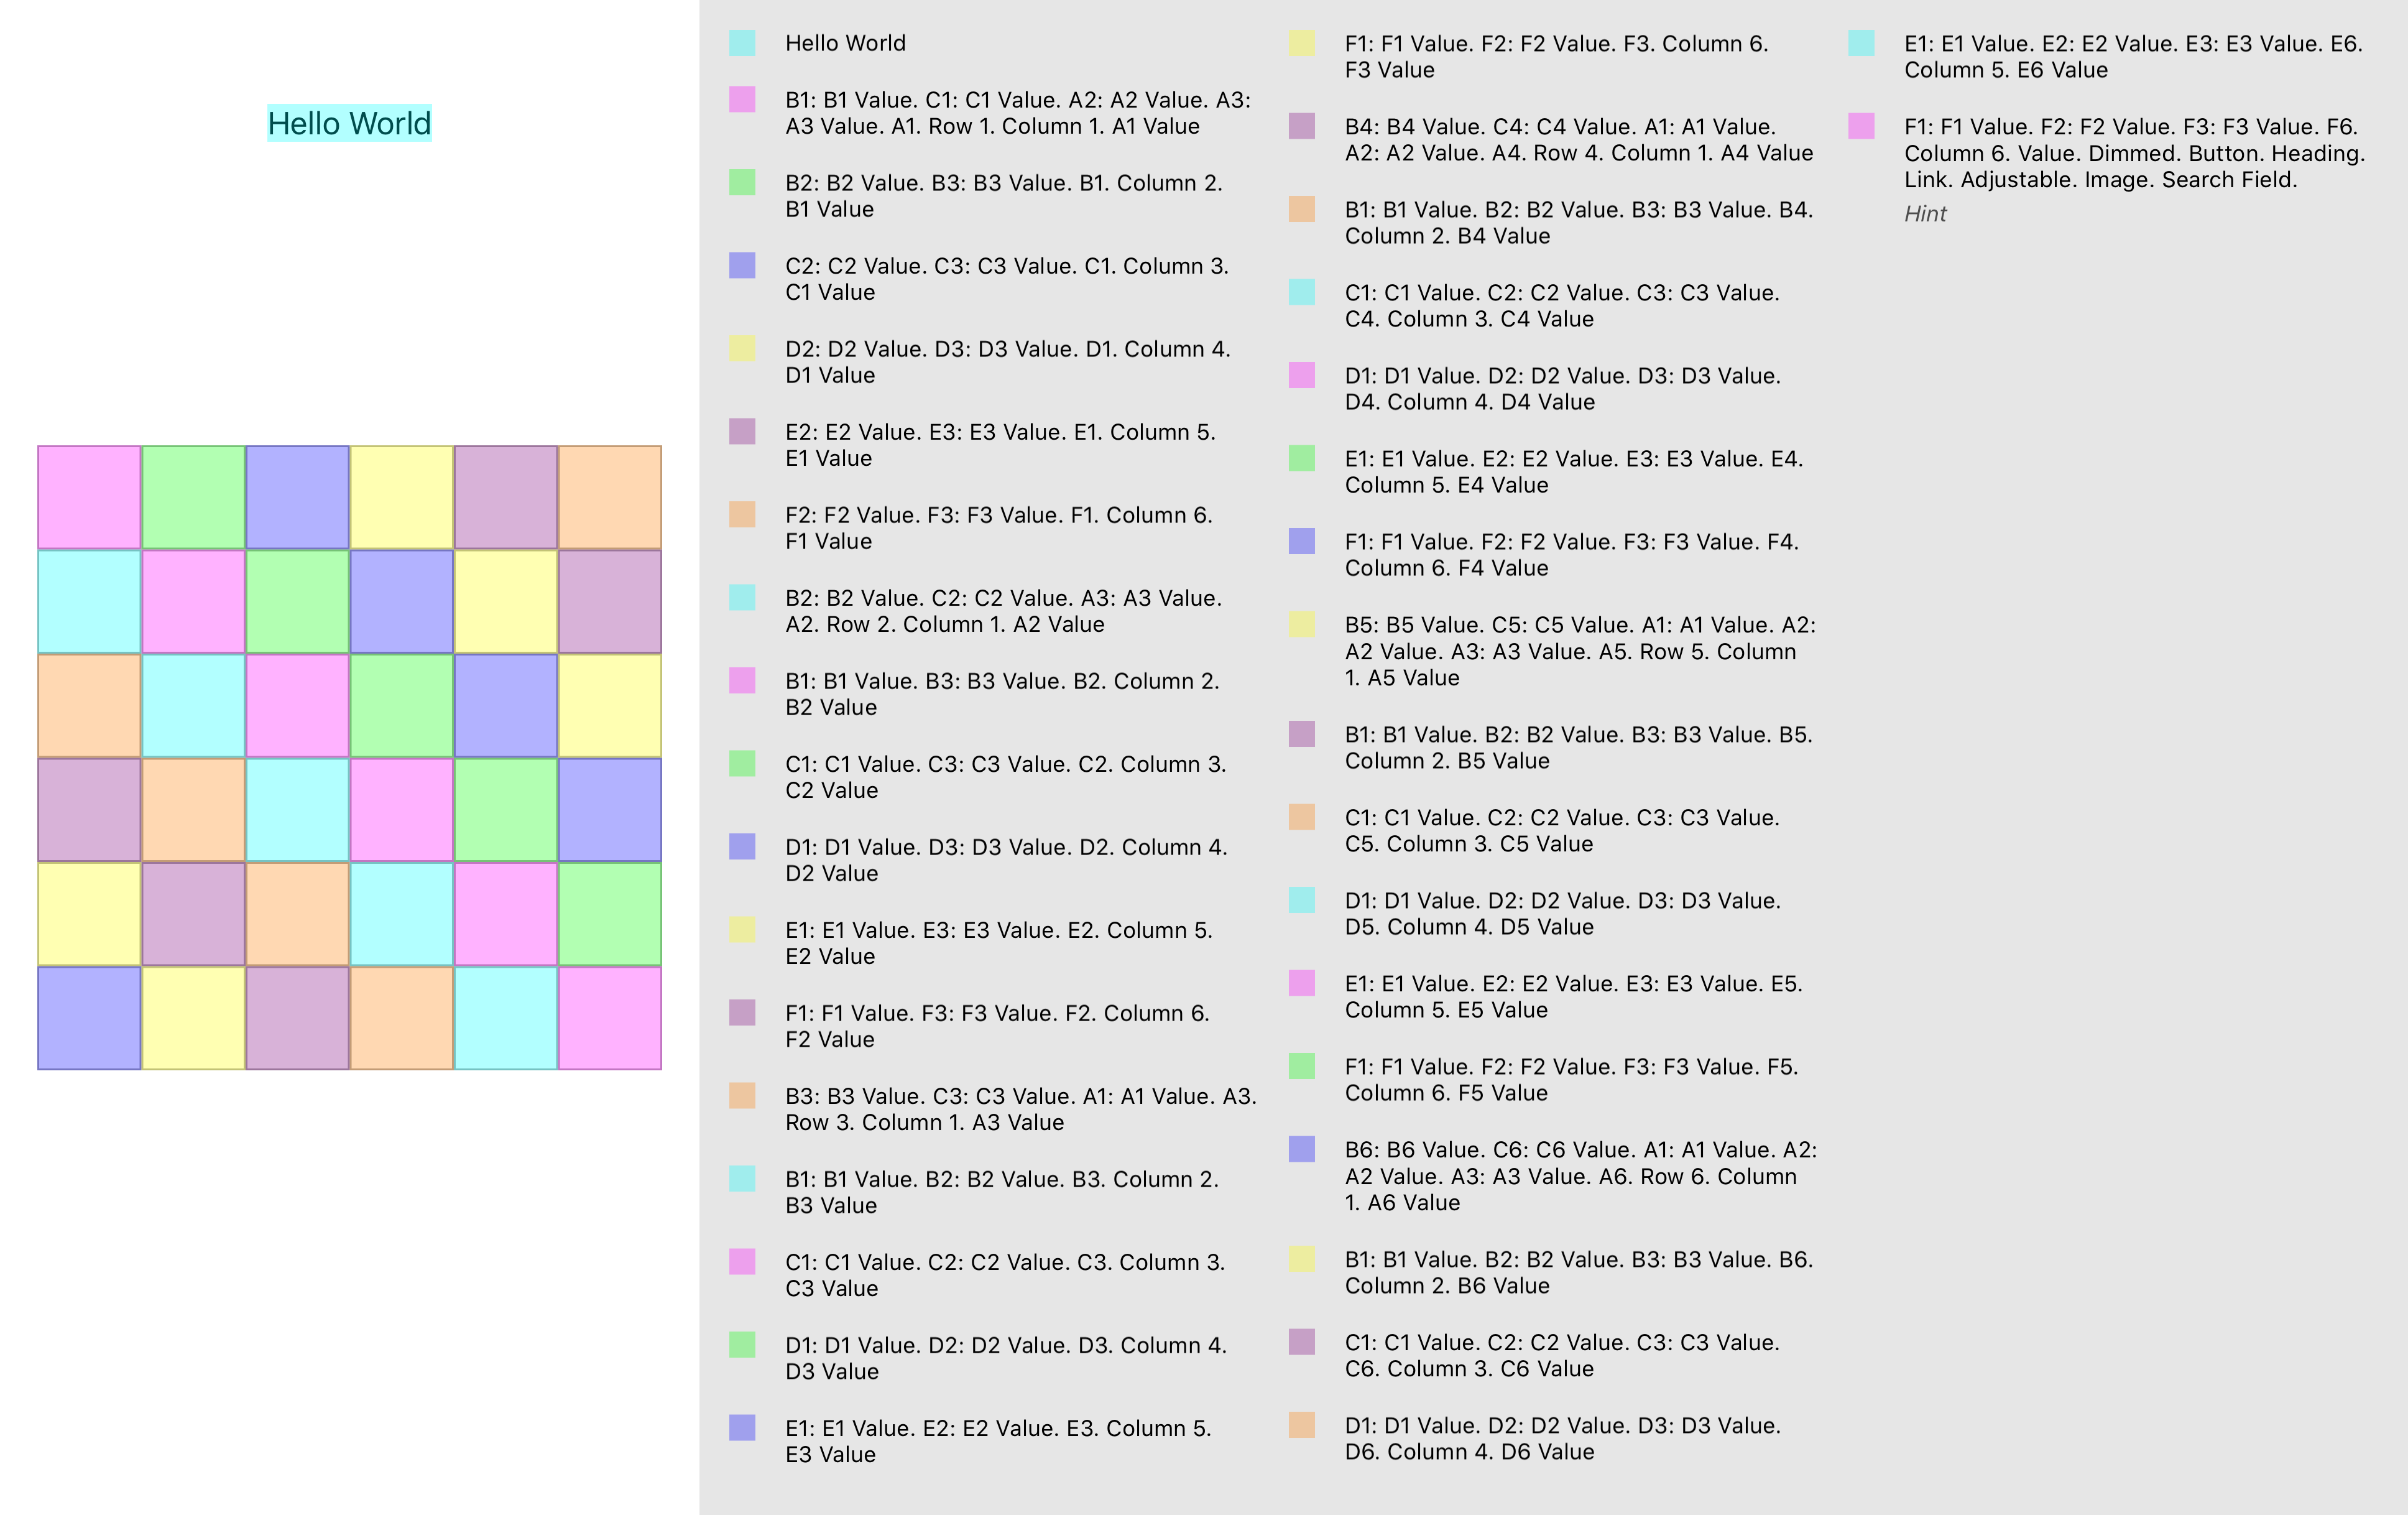 Hello World
Hello World
B1: B1 Value. C1: C1 Value. A2: A2 Value. A3:
A3 Value. A1. Row 1. Column 1. A1 Value
B2: B2 Value. B3: B3 Value. B1. Column 2.
B1 Value
C2: C2 Value. C3: C3 Value. C1. Column 3.
C1 Value
D2: D2 Value. D3: D3 Value. D1. Column 4.
D1 Value
E2: E2 Value. E3: E3 Value. E1. Column 5.
E1 Value
F2: F2 Value. F3: F3 Value. F1. Column 6.
F1 Value
B2: B2 Value. C2: C2 Value. A3: A3 Value.
A2. Row 2. Column 1. A2 Value
B1: B1 Value. B3: B3 Value. B2. Column 2.
B2 Value
C1: C1 Value. C3: C3 Value. C2. Column 3.
C2 Value
D1: D1 Value. D3: D3 Value. D2. Column 4.
D2 Value
E1: E1 Value. E3: E3 Value. E2. Column 5.
E2 Value
F1: F1 Value. F3: F3 Value. F2. Column 6.
F2 Value
B3: B3 Value. C3: C3 Value. A1: A1 Value. A3.
Row 3. Column 1. A3 Value
B1: B1 Value. B2: B2 Value. B3. Column 2.
B3 Value
C1: C1 Value. C2: C2 Value. C3. Column 3.
C3 Value
D1: D1 Value. D2: D2 Value. D3. Column 4.
D3 Value
E1: E1 Value. E2: E2 Value. E3. Column 5.
E3 Value
F1: F1 Value. F2: F2 Value. F3. Column 6.
F3 Value
B4: B4 Value. C4: C4 Value. A1: A1 Value.
A2: A2 Value. A4. Row 4. Column 1. A4 Value
B1: B1 Value. B2: B2 Value. B3: B3 Value. B4.
Column 2. B4 Value
C1: C1 Value. C2: C2 Value. C3: C3 Value.
C4. Column 3. C4 Value
D1: D1 Value. D2: D2 Value. D3: D3 Value.
D4. Column 4. D4 Value
E1: E1 Value. E2: E2 Value. E3: E3 Value. E4.
Column 5. E4 Value
F1: F1 Value. F2: F2 Value. F3: F3 Value. F4.
Column 6. F4 Value
B5: B5 Value. C5: C5 Value. A1: A1 Value. A2:
A2 Value. A3: A3 Value. A5. Row 5. Column
1. A5 Value
B1: B1 Value. B2: B2 Value. B3: B3 Value. B5.
Column 2. B5 Value
C1: C1 Value. C2: C2 Value. C3: C3 Value.
C5. Column 3. C5 Value
D1: D1 Value. D2: D2 Value. D3: D3 Value.
D5. Column 4. D5 Value
E1: E1 Value. E2: E2 Value. E3: E3 Value. E5.
Column 5. E5 Value
F1: F1 Value. F2: F2 Value. F3: F3 Value. F5.
Column 6. F5 Value
B6: B6 Value. C6: C6 Value. A1: A1 Value. A2:
A2 Value. A3: A3 Value. A6. Row 6. Column
1. A6 Value
B1: B1 Value. B2: B2 Value. B3: B3 Value. B6.
Column 2. B6 Value
C1: C1 Value. C2: C2 Value. C3: C3 Value.
C6. Column 3. C6 Value
D1: D1 Value. D2: D2 Value. D3: D3 Value.
D6. Column 4. D6 Value
E1: E1 Value. E2: E2 Value. E3: E3 Value. E6.
Column 5. E6 Value
F1: F1 Value. F2: F2 Value. F3: F3 Value. F6.
Column 6. Value. Dimmed. Button. Heading.
Link. Adjustable. Image. Search Field.
Hint